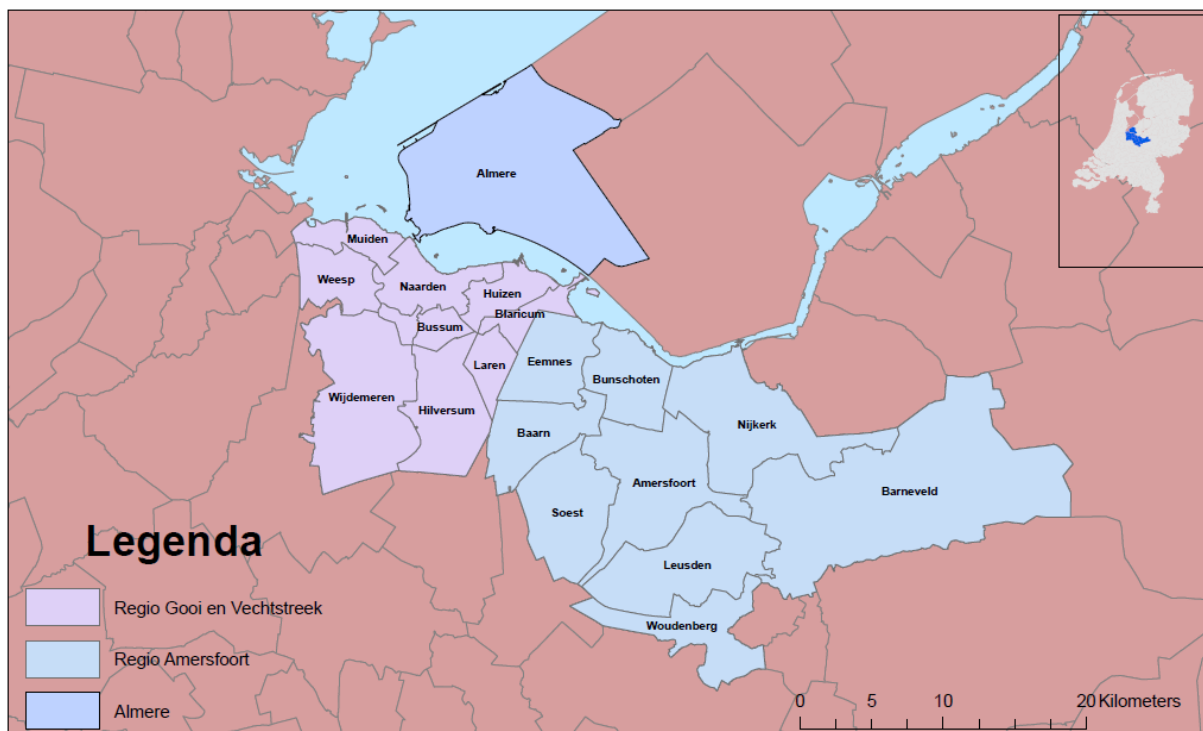 Almere
Muiden
Weesp
Naarden
Huizen
Blaricum
Bussum
Laren
Eemnes
Bunschoten
Wijdemeren
Hilversum
Baarn
Nijkerk
Amersfoort
Barneveld
Soest
Leusden
Woudenberg
Legenda
Regio Gooi en Vechtstreek
Regio Amersfoort
Almere
0 5 10 20 Kilometers